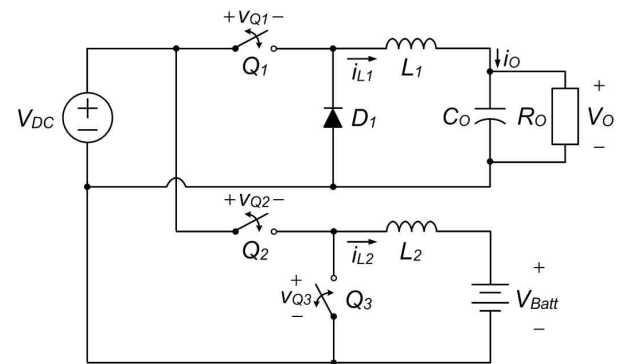 +vQ1−
Q1
iL1
L1
iO
VDC
+
−
D1
CO
RO
+
VO
−
+vQ2−
Q2
iL2
L2
+
vQ3
−
Q3
+
VBatt
−